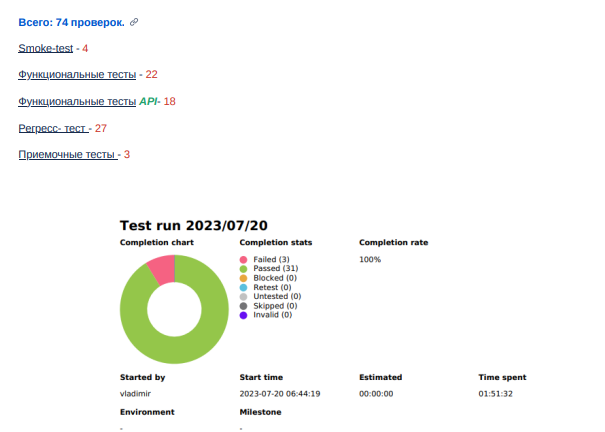 Всего: 74 проверок.
Smoke-test - 4
Функциональные тесты - 22
Функциональные тесты API- 18
Регресс- тест - 27
Приемочные тесты - 3
Test run 2023/07/20
Completion chart
Completion stats
Completion rate
Failed (3)
Passed (31)
Blocked (0)
Retest (0)
Untested (0)
Skipped (0)
Invalid (0)
100%
Started by
Start time
Estimated
Time spent
vladimir
2023-07-20 06:44:19
00:00:00
01:51:32
Environment
Milestone
-
-